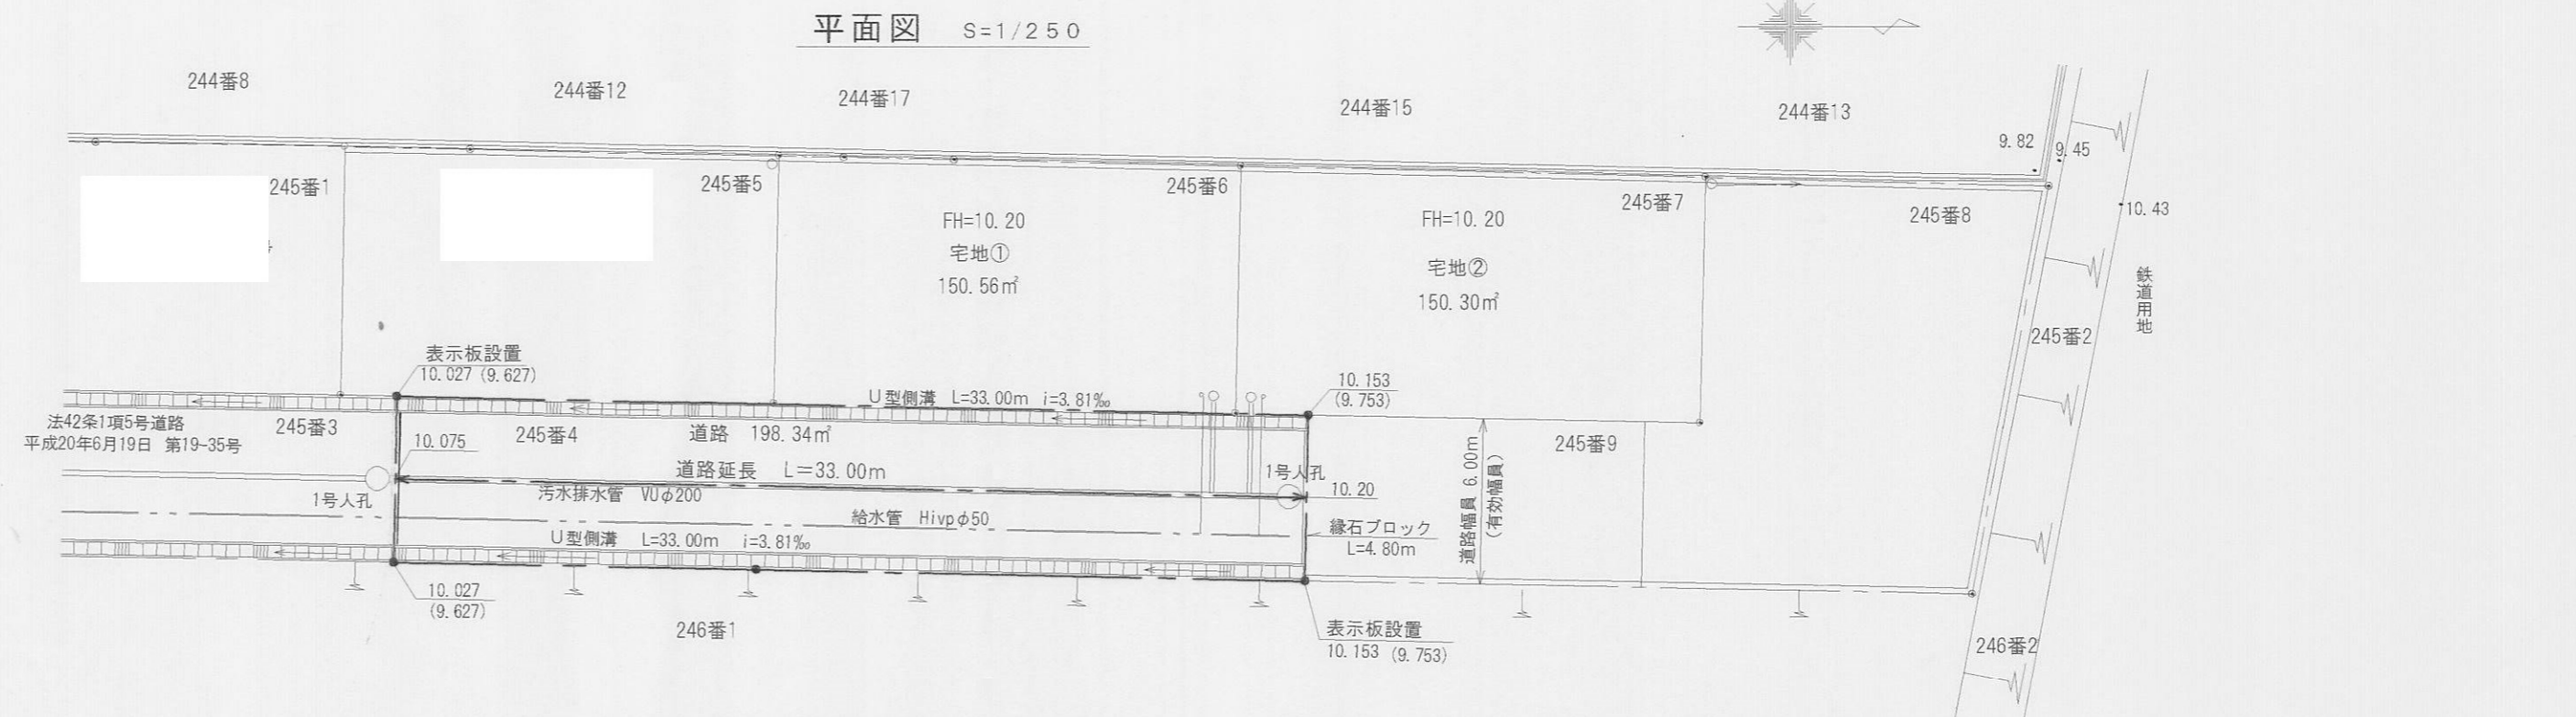 平面図 S=1/250
244番8
244番12
244番17
244番15
244番13
9.82
9.45
10.43
鉄道用地
245番1
245番5
245番6
245番7
245番8
FH=10.20
宅地①
150.56㎡
FH=10.20
宅地②
150.30㎡
245番2
表示板設置
10.027 (9.627)
U型側溝 L=33.00m i=3.81‰
10.153
(9.753)
法42条1項5号道路
平成20年6月19日 第19-35号
245番3
10.075
245番4
道路 198.34㎡
道路延長 L=33.00m
245番9
道路幅員 6.00m
(有効幅員)
1号人孔
10.20
1号人孔
汚水排水管 VUφ200
給水管 Hivpφ50
縁石ブロック
L=4.80m
U型側溝 L=33.00m i=3.81‰
10.027
(9.627)
246番1
表示板設置
10.153 (9.753)
246番2